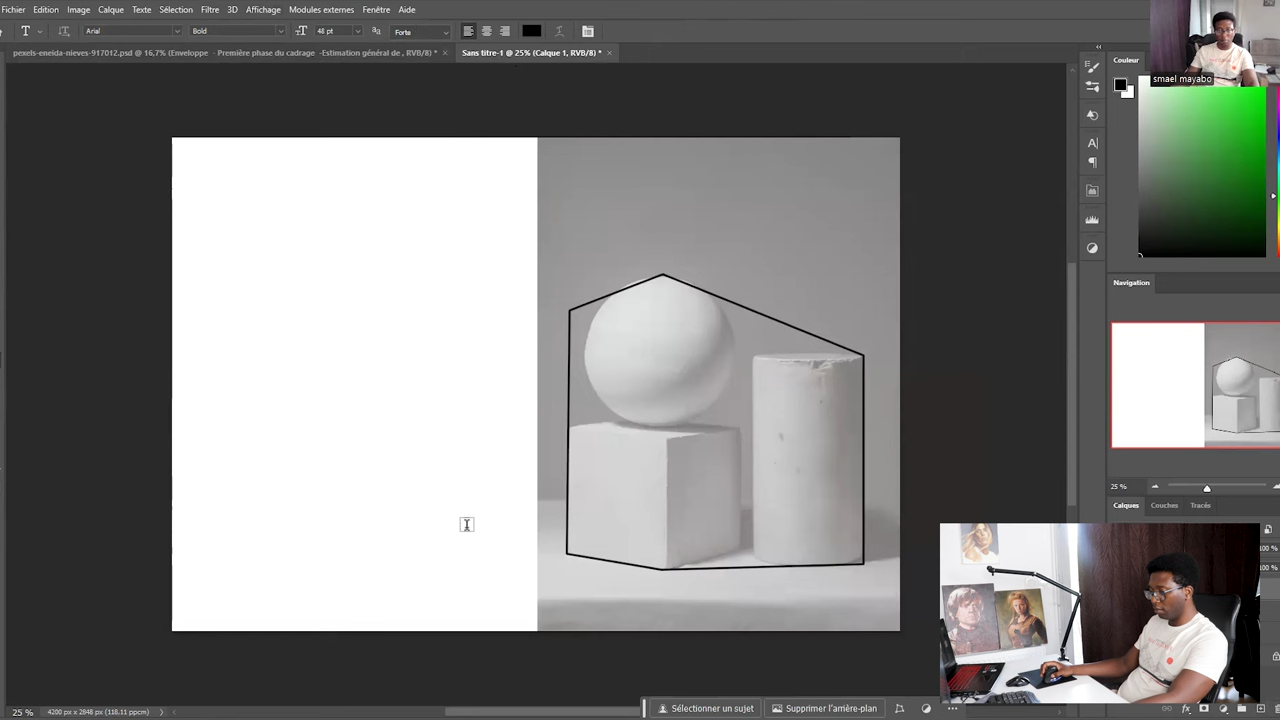 Fichier Edition Image Calque Texte Sélection Filtre 3D Affichage Modules externes Fenêtre Aide
T Arial Bold 48 pt aa Forte
pexels-eneida-nieves-917012.psd @ 16,7% (Enveloppe - Première phase du cadrage -Estimation général de , RVB/8) * × Sans titre-1 @ 25% (Calque 1, RVB/8) * ×
Couleur
smael mayabo
Navigation
25 %
Calques Couches Tracés
00 %
00 %
Sélectionner un sujet Supprimer l'arrière-plan
25 % 4200 px x 2848 px (118,11 ppcm)